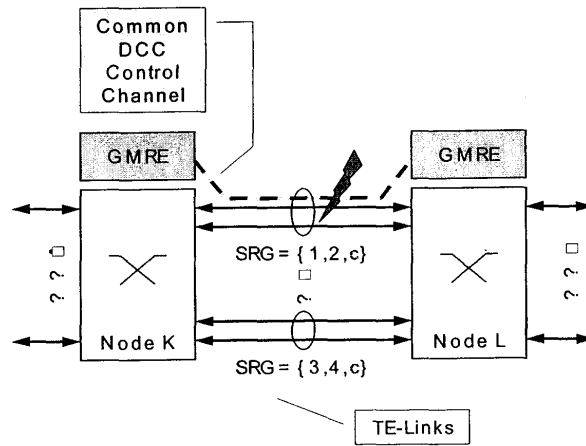 Common
DCC
Control
Channel
GMRE
GMRE
SRG = {1,2,c}
? ? □
□ ?
? ? □
SRG = {3,4,c}
Node K
Node L
TE-Links